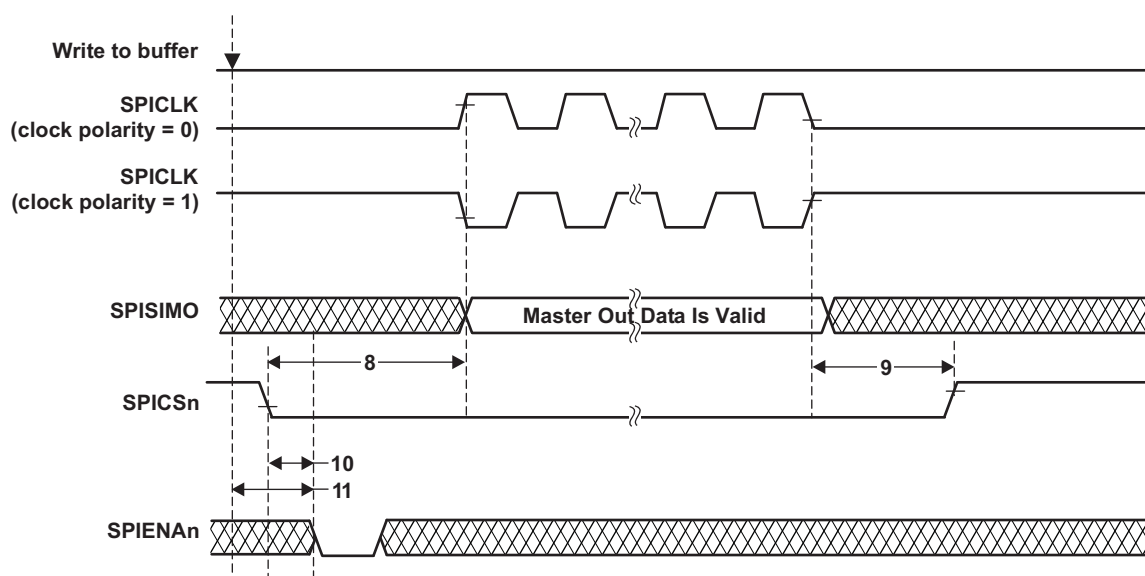 Write to buffer
SPICLK
(clock polarity = 0)
SPICLK
(clock polarity = 1)
SPISIMO
Master Out Data Is Valid
8
9
SPICSn
10
11
SPIENAn